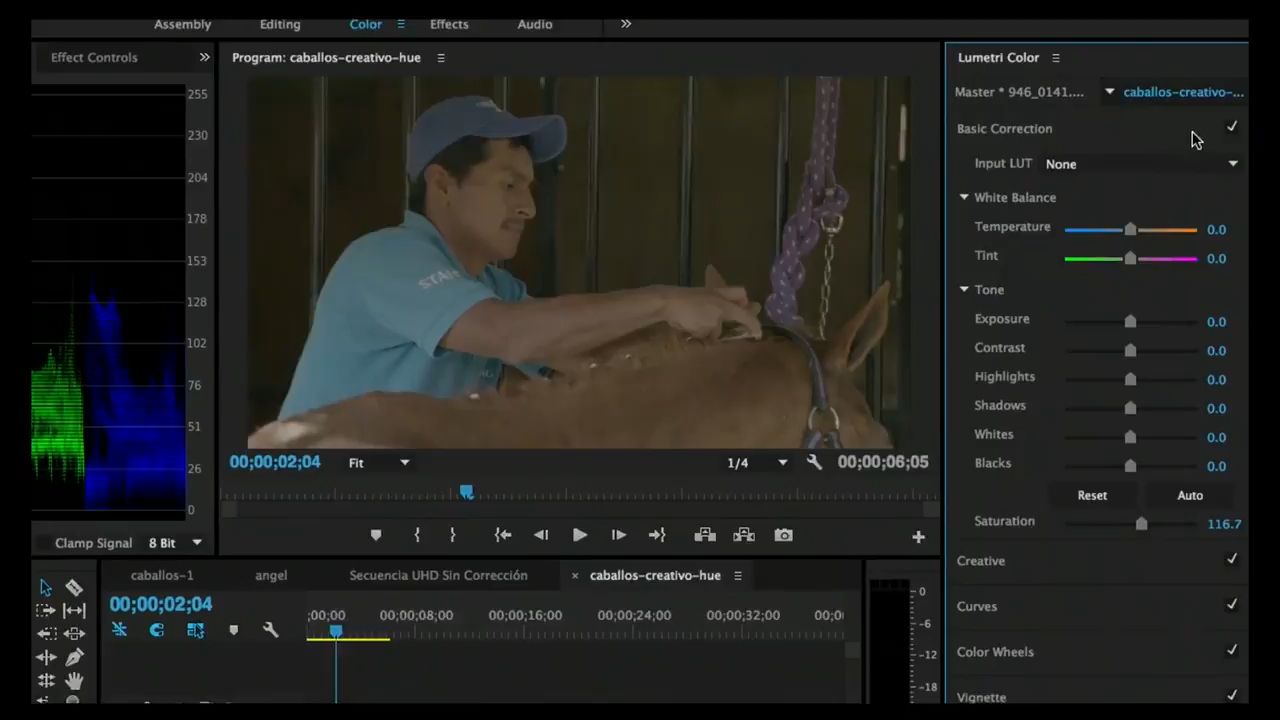 Assembly Editing Color Effects Audio
Effect Controls
255
230
204
178
153
128
102
76
51
26
0
Clamp Signal 8 Bit
Program: caballos-creativo-hue
STAR
00;00;02;04 Fit 1/4 00;00;06;05
caballos-1 angel Secuencia UHD Sin Corrección × caballos-creativo-hue
00;00;02;04
;00;00 00;00;08;00 00;00;16;00 00;00;24;00 00;00;32;00 00;0
0
-6
-12
-18
Lumetri Color
Master * 946_0141.... caballos-creativo-...
Basic Correction
Input LUT None
White Balance
Temperature 0.0
Tint 0.0
Tone
Exposure 0.0
Contrast 0.0
Highlights 0.0
Shadows 0.0
Whites 0.0
Blacks 0.0
Reset Auto
Saturation 116.7
Creative
Curves
Color Wheels
Vignette